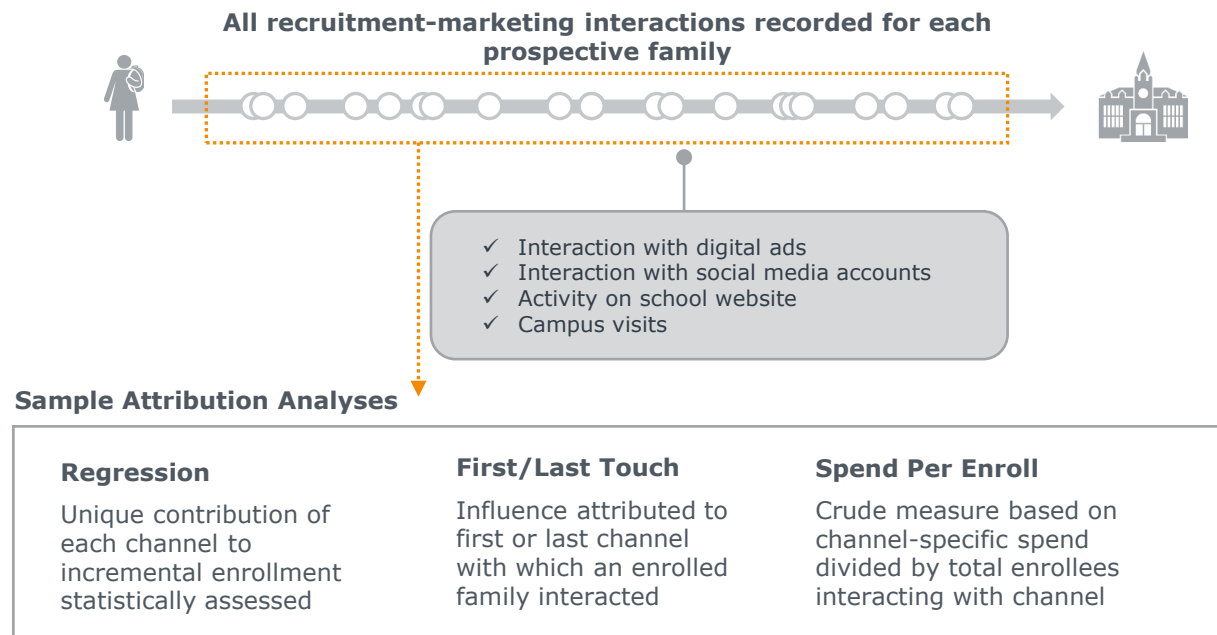 All recruitment-marketing interactions recorded for each
prospective family
✓ Interaction with digital ads
✓ Interaction with social media accounts
✓ Activity on school website
✓ Campus visits
Sample Attribution Analyses
Regression
Unique contribution of
each channel to
incremental enrollment
statistically assessed
First/Last Touch
Influence attributed to
first or last channel
with which an enrolled
family interacted
Spend Per Enroll
Crude measure based on
channel-specific spend
divided by total enrollees
interacting with channel